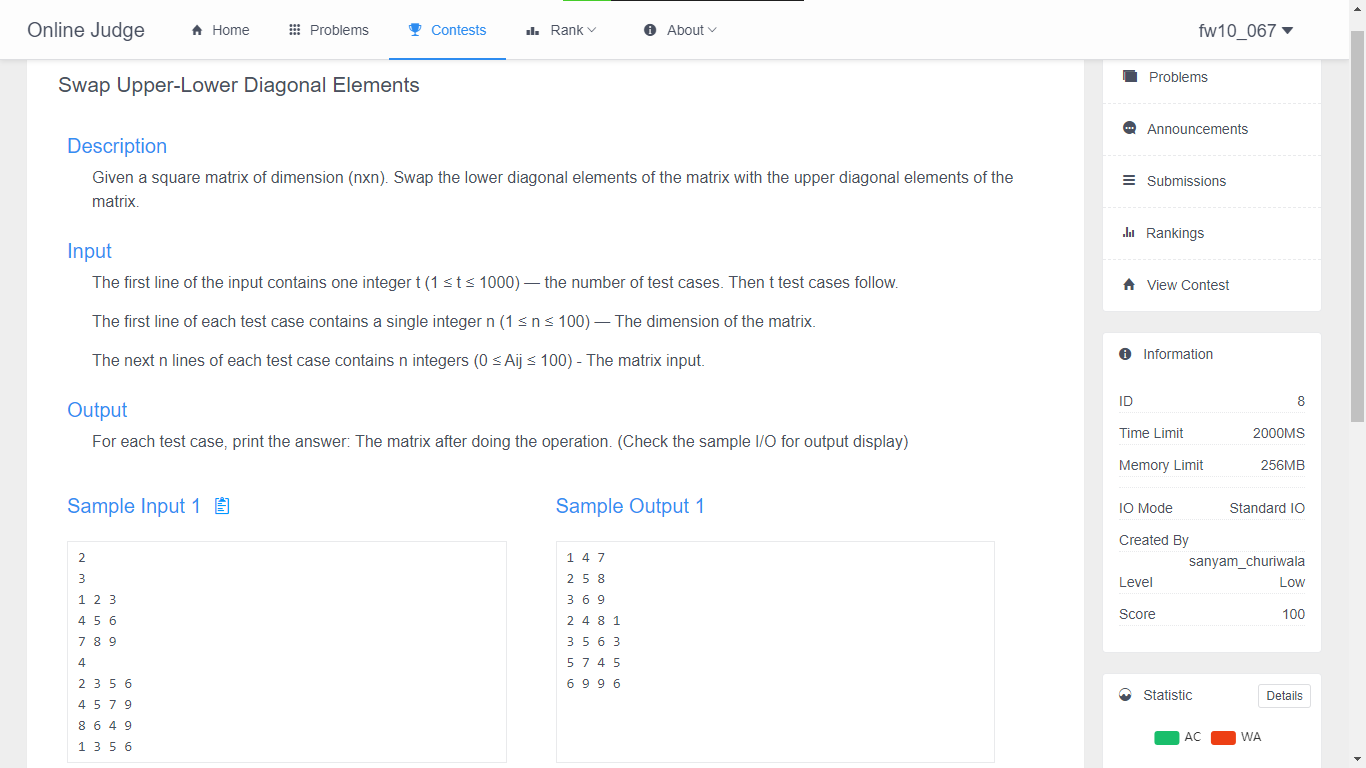 Online Judge
Home
Problems
Contests
Rank
About
fw10_067
Swap Upper-Lower Diagonal Elements
Description
Given a square matrix of dimension (nxn). Swap the lower diagonal elements of the matrix with the upper diagonal elements of the
matrix.
Input
The first line of the input contains one integer t (1 ≤ t ≤ 1000) — the number of test cases. Then t test cases follow.
The first line of each test case contains a single integer n (1 ≤ n ≤ 100) — The dimension of the matrix.
The next n lines of each test case contains n integers (0 ≤ Aij ≤ 100) - The matrix input.
Output
For each test case, print the answer: The matrix after doing the operation. (Check the sample I/O for output display)
Sample Input 1
2
3
1 2 3
4 5 6
7 8 9
4
2 3 5 6
4 5 7 9
8 6 4 9
1 3 5 6
Sample Output 1
1 4 7
2 5 8
3 6 9
2 4 8 1
3 5 6 3
5 7 4 5
6 9 9 6
Problems
Announcements
Submissions
Rankings
View Contest
Information
ID 8
Time Limit 2000MS
Memory Limit 256MB
IO Mode Standard IO
Created By
sanyam_churiwala
Level Low
Score 100
Statistic
Details
AC WA